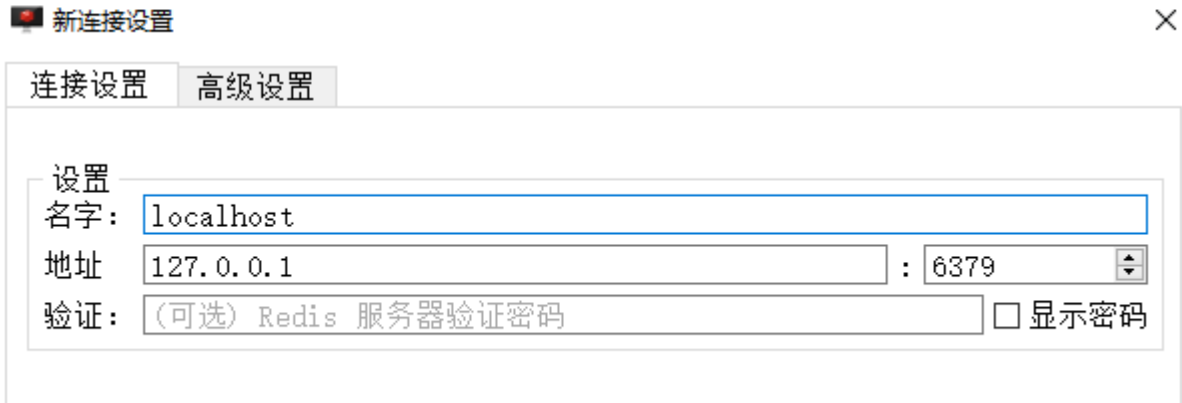 新连接设置
连接设置 高级设置
设置
名字: localhost
地址 127.0.0.1 : 6379
验证: (可选) Redis 服务器验证密码 显示密码